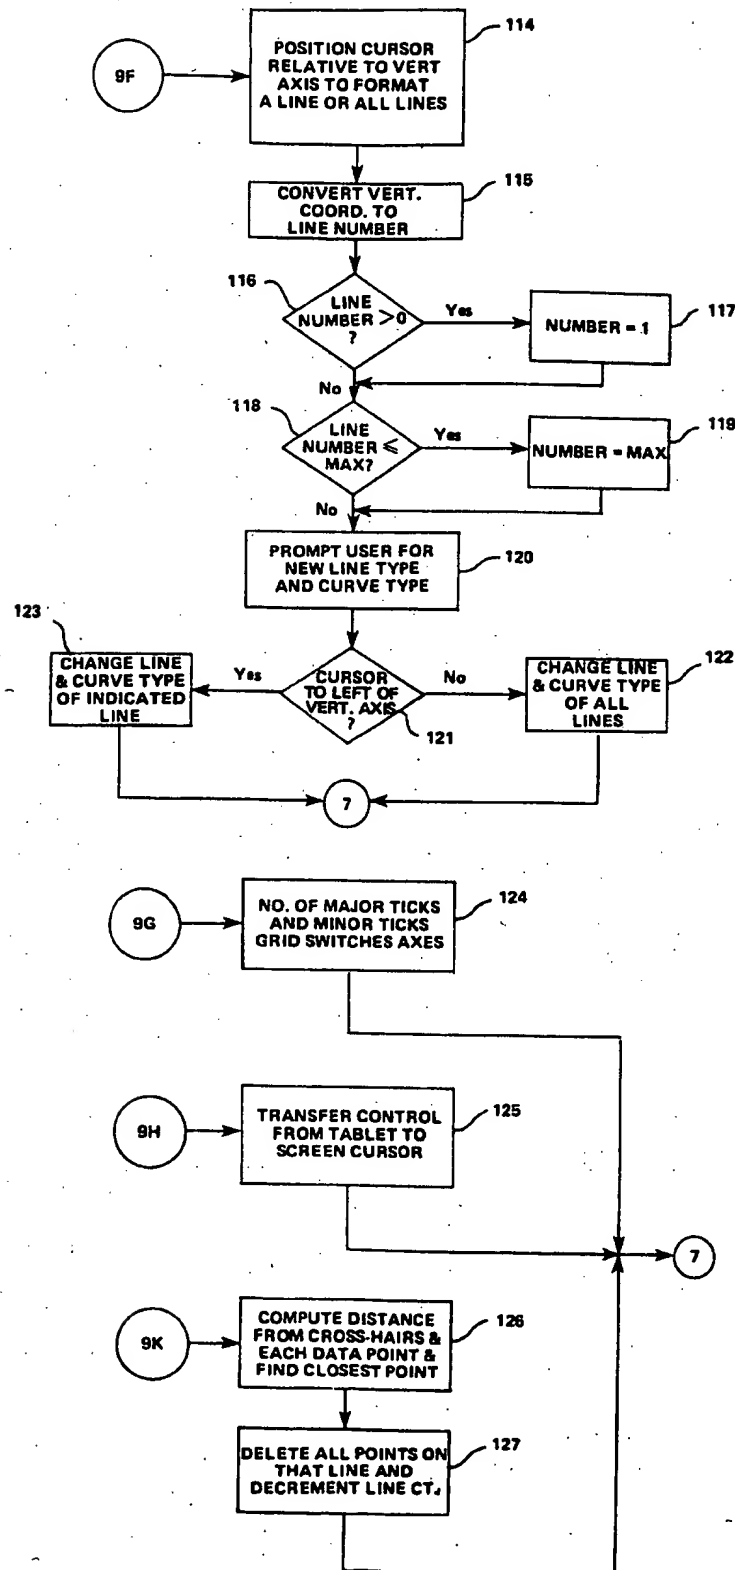 114
POSITION CURSOR
RELATIVE TO VERT
AXIS TO FORMAT
A LINE OR ALL LINES
9F
115
CONVERT VERT.
COORD. TO
LINE NUMBER
116
LINE
NUMBER >0
?
Yes
NUMBER = 1
117
No
118
LINE
NUMBER ≤
MAX?
Yes
NUMBER = MAX
119
No
PROMPT USER FOR
NEW LINE TYPE
AND CURVE TYPE
120
123
CHANGE LINE
& CURVE TYPE
OF INDICATED
LINE
Yes
CURSOR
TO LEFT OF
VERT. AXIS
?
121
No
CHANGE LINE
& CURVE TYPE
OF ALL
LINES
122
7
9G
NO. OF MAJOR TICKS
AND MINOR TICKS
GRID SWITCHES AXES
124
9H
TRANSFER CONTROL
FROM TABLET TO
SCREEN CURSOR
125
7
9K
COMPUTE DISTANCE
FROM CROSS-HAIRS &
EACH DATA POINT &
FIND CLOSEST POINT
126
DELETE ALL POINTS ON
THAT LINE AND
DECREMENT LINE CT.
127